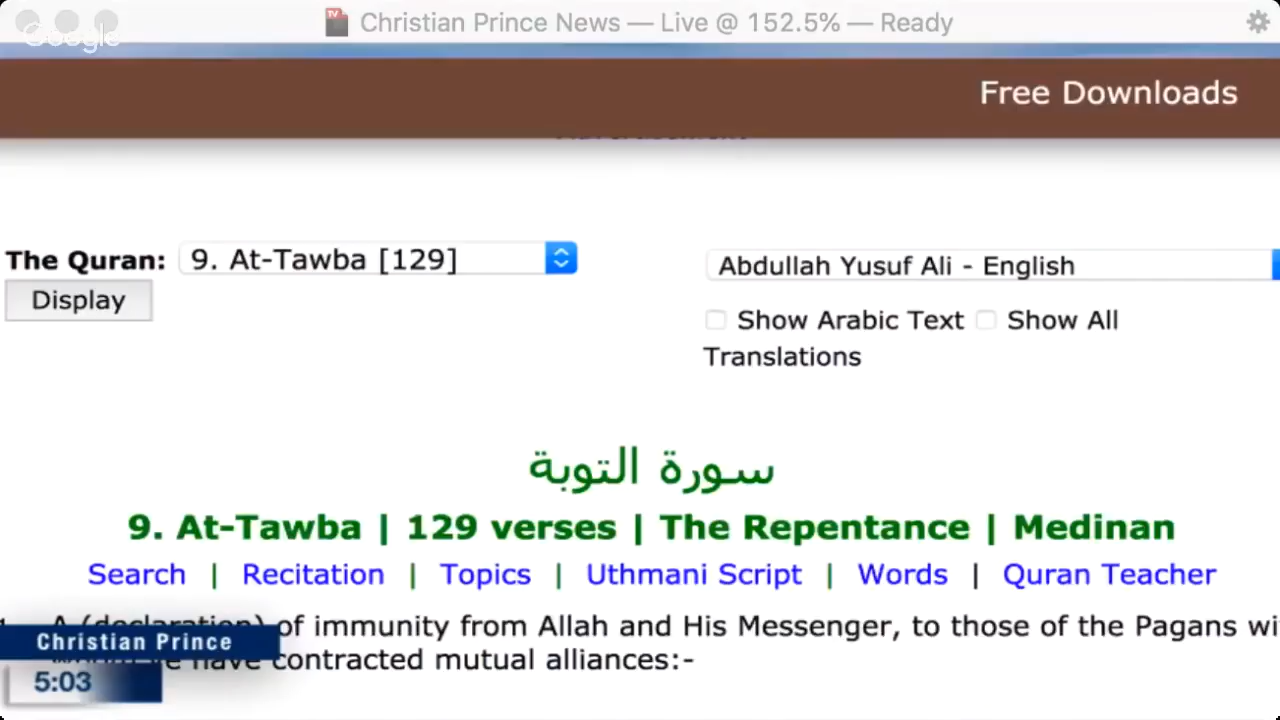 Christian Prince News — Live @ 152.5% — Ready
Google
Free Downloads
The Quran: 9. At-Tawba [129]
Abdullah Yusuf Ali - English
Display
Show Arabic Text Show All
Translations
سورة التوبة
9. At-Tawba | 129 verses | The Repentance | Medinan
Search | Recitation | Topics | Uthmani Script | Words | Quran Teacher
A (declaration) of immunity from Allah and His Messenger, to those of the Pagans
have contracted mutual alliances:-
Christian Prince
5:03